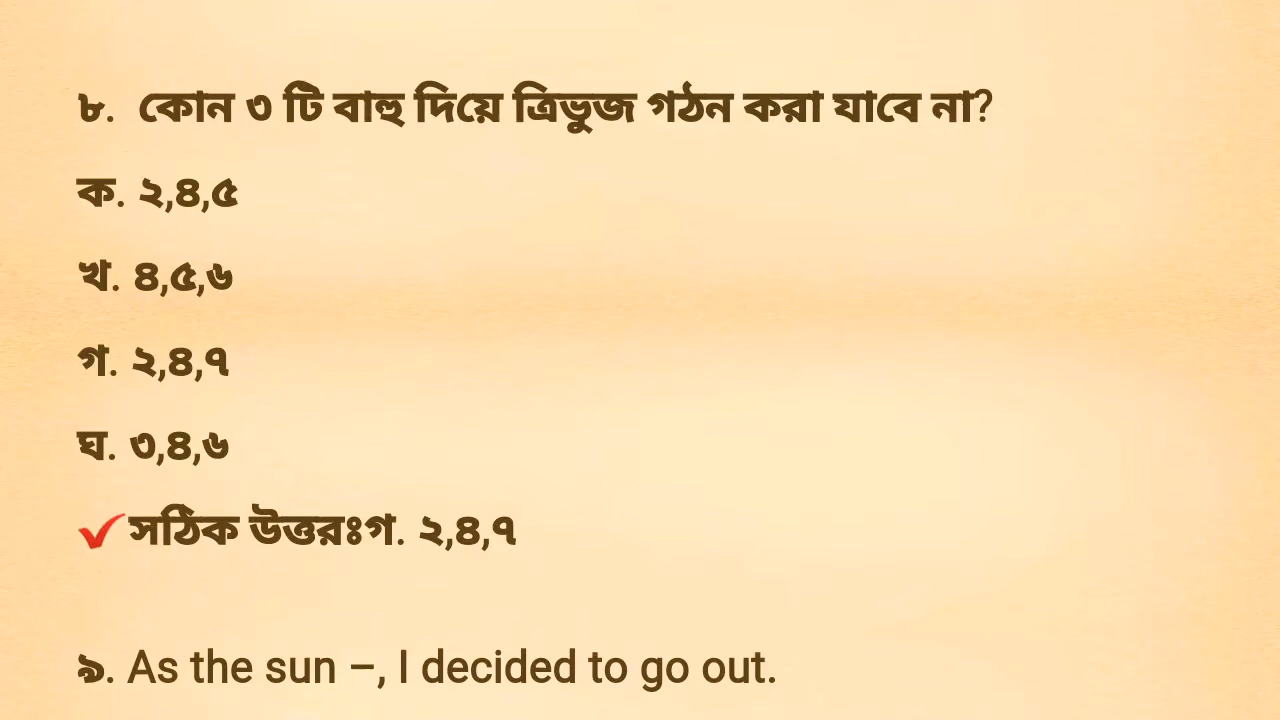 ৮. কোন ৩ টি বাহু দিয়ে ত্রিভুজ গঠন করা যাবে না?
ক. ২,৪,৫
খ. ৪,৫,৬
গ. ২,৪,৭
ঘ. ৩,৪,৬
✔সঠিক উত্তরঃগ. ২,৪,৭
৯. As the sun –, I decided to go out.